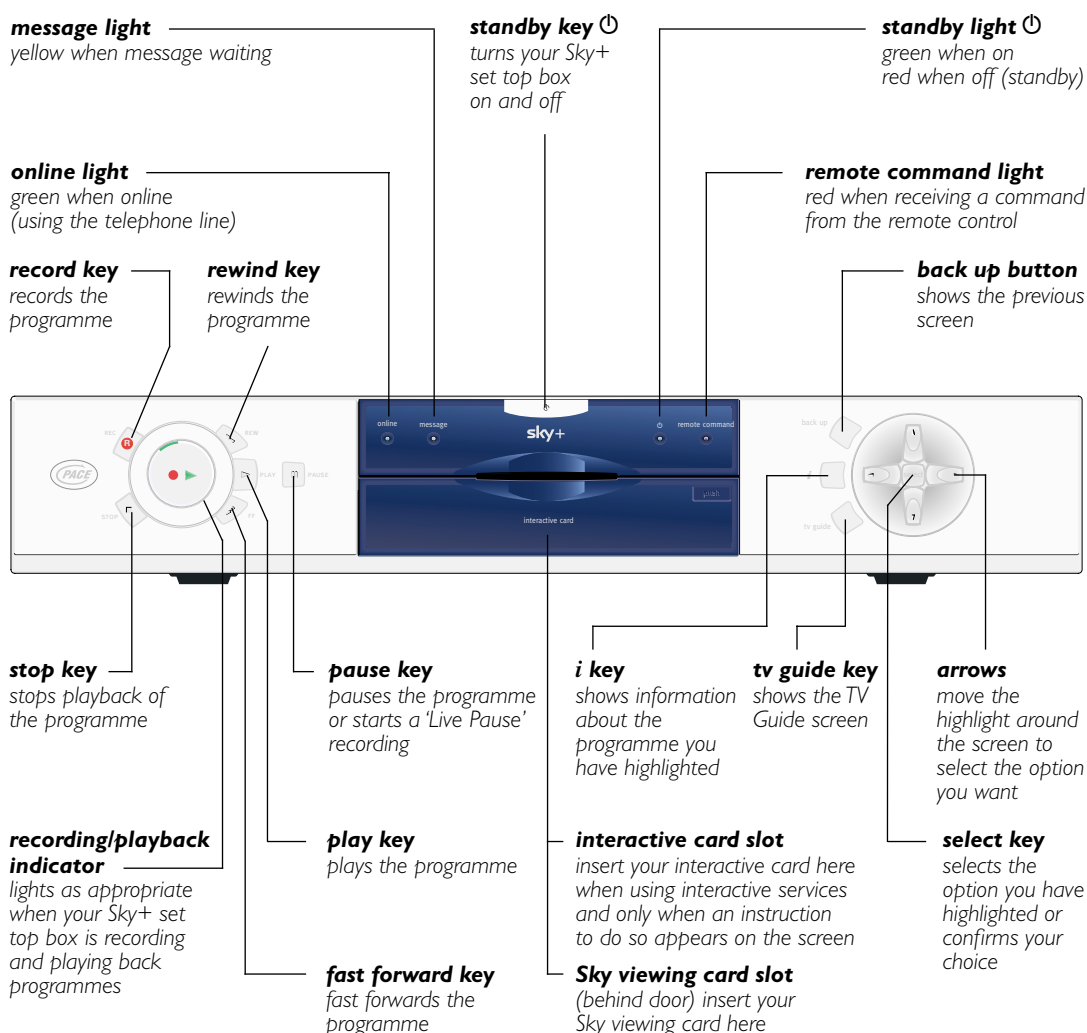 message light
yellow when message waiting
standby key
turns your Sky+
set top box
on and off
standby light
green when on
red when off (standby)
online light
green when online
(using the telephone line)
remote command light
red when receiving a command
from the remote control
record key
records the
programme
rewind key
rewinds the
programme
back up button
shows the previous
screen
REC
R
REW
PACE
PLAY
PAUSE
STOP
FF
online
message
sky+
remote command
interactive card
back up
i
tv guide
stop key
stops playback of
the programme
pause key
pauses the programme
or starts a ‘Live Pause’
recording
i key
shows information
about the
programme you
have highlighted
tv guide key
shows the TV
Guide screen
arrows
move the
highlight around
the screen to
select the option
you want
recording/playback
indicator
lights as appropriate
when your Sky+ set
top box is recording
and playing back
programmes
play key
plays the programme
interactive card slot
insert your interactive card here
when using interactive services
and only when an instruction
to do so appears on the screen
select key
selects the
option you have
highlighted or
confirms your
choice
fast forward key
fast forwards the
programme
Sky viewing card slot
(behind door) insert your
Sky viewing card here